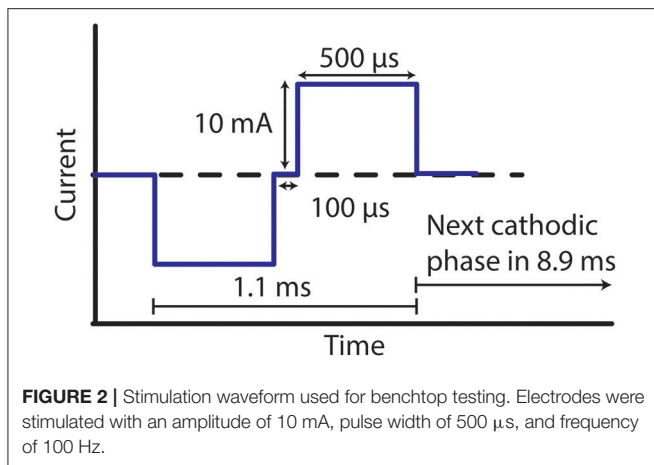 500 μs
10 mA
100 μs
Current
Next cathodic
phase in 8.9 ms
1.1 ms
Time
FIGURE 2 | Stimulation waveform used for benchtop testing. Electrodes were
stimulated with an amplitude of 10 mA, pulse width of 500 μs, and frequency
of 100 Hz.